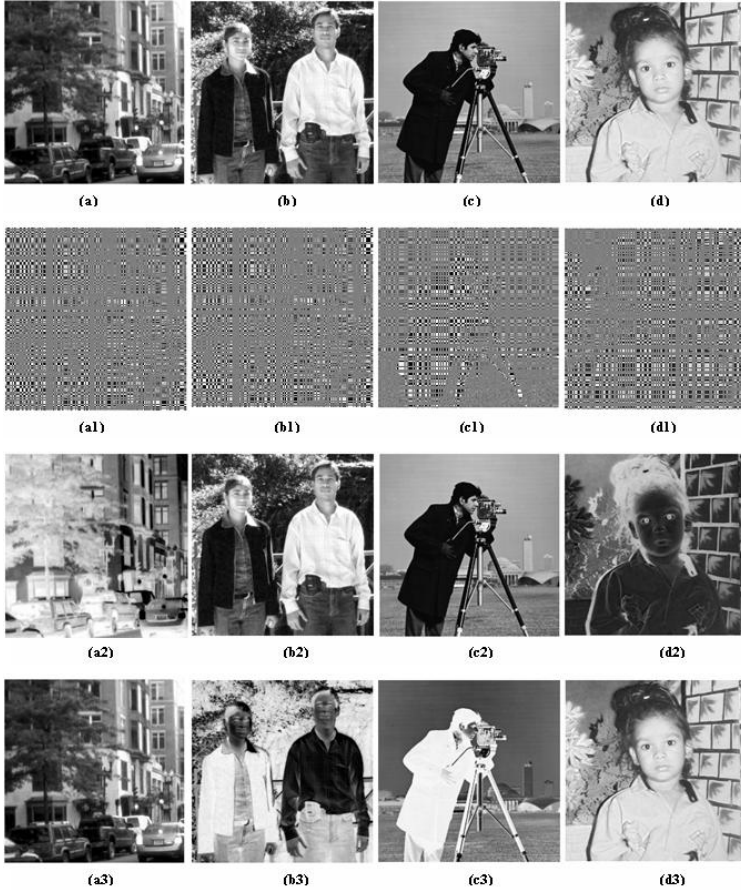 (a) (b) (c) (d)
(a1) (b1) (c1) (d1)
(a2) (b2) (c2) (d2)
(a3) (b3) (c3) (d3)